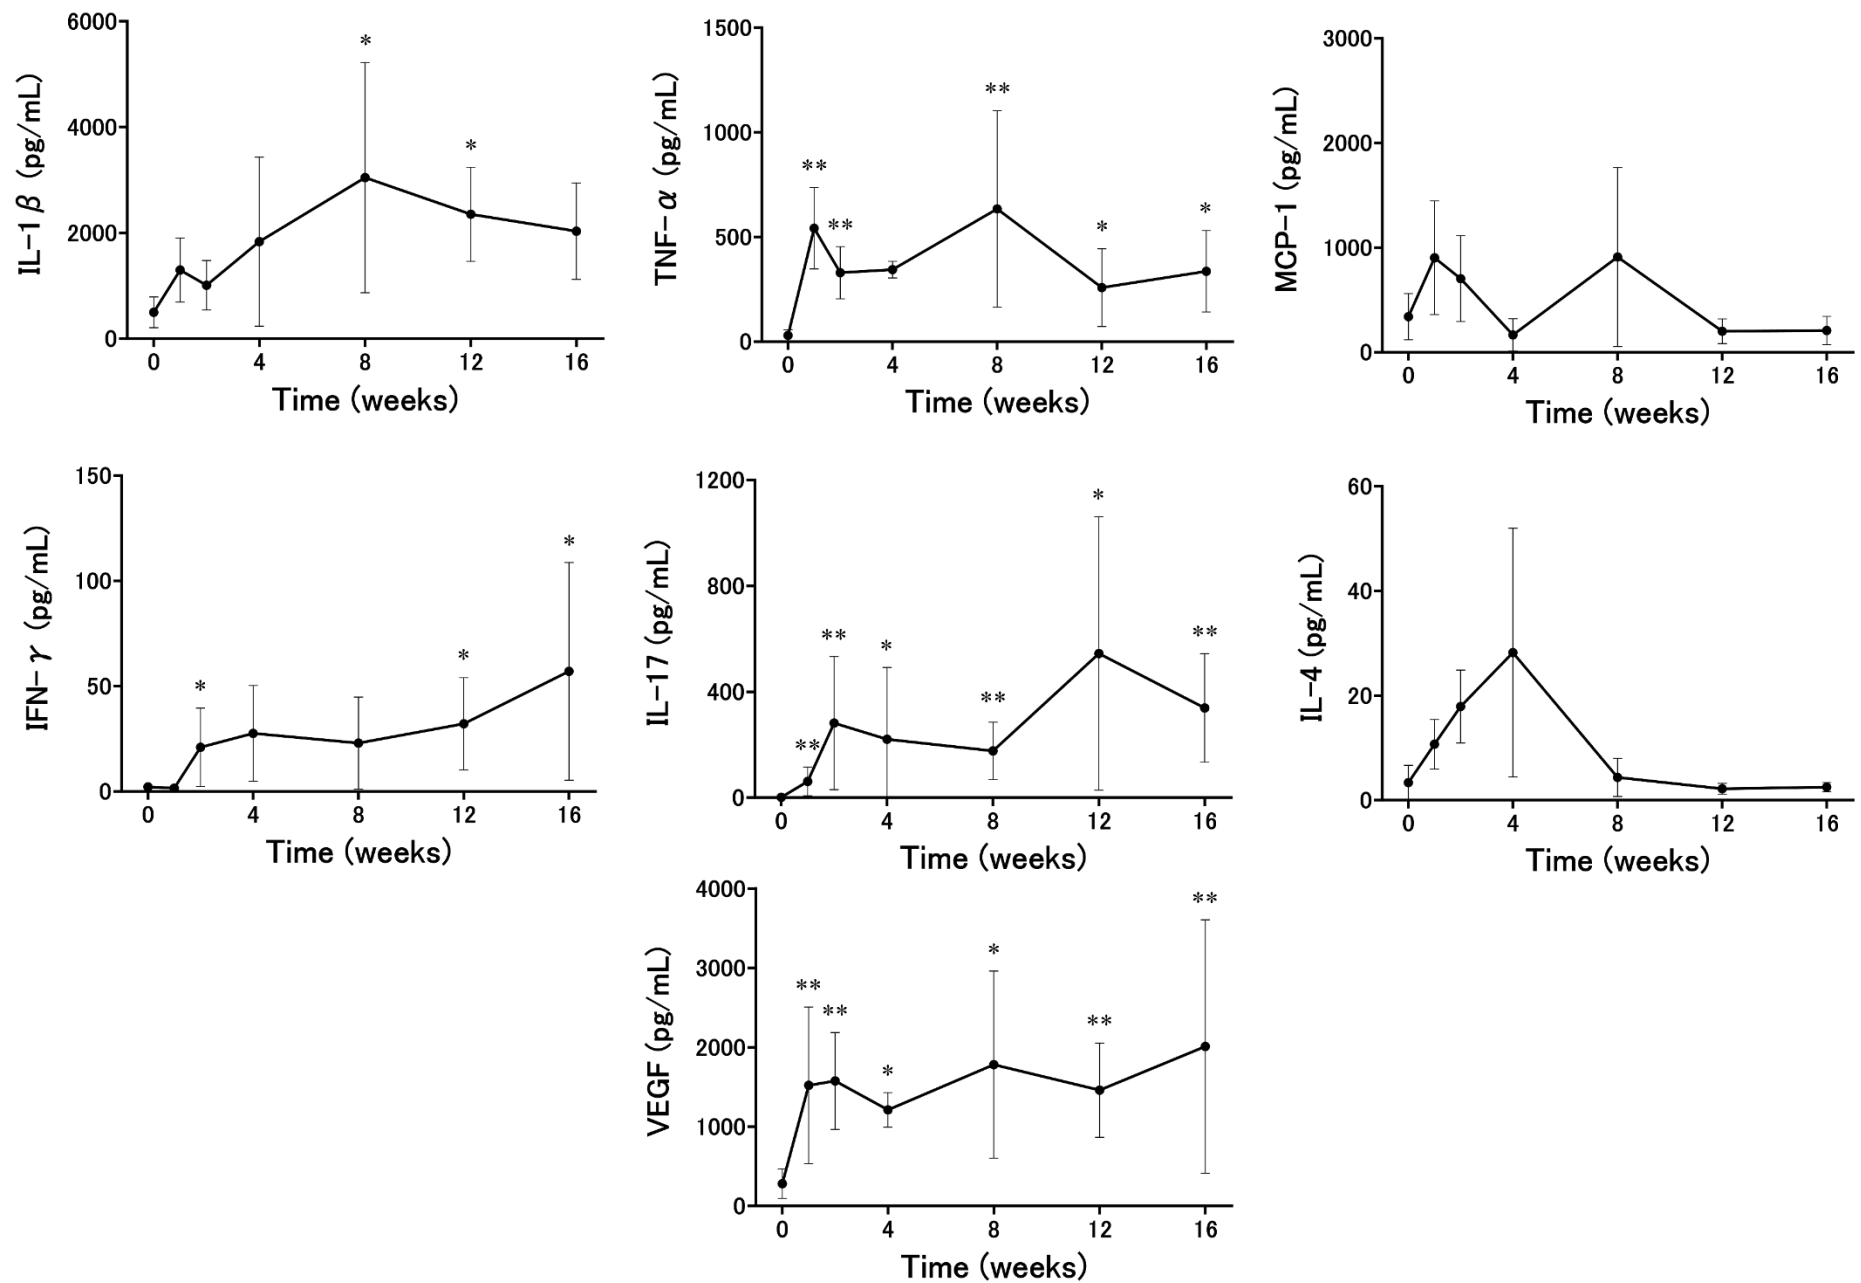 IL-1β (pg/mL)
6000
4000
2000
0
*
*
0 4 8 12 16
Time (weeks)
TNF-α (pg/mL)
1500
1000
500
0
**
**
**
*
*
0 4 8 12 16
Time (weeks)
MCP-1 (pg/mL)
3000
2000
1000
0
0 4 8 12 16
Time (weeks)
IFN-γ (pg/mL)
150
100
50
0
*
*
*
0 4 8 12 16
Time (weeks)
IL-17 (pg/mL)
1200
800
400
0
**
**
*
**
*
**
0 4 8 12 16
Time (weeks)
IL-4 (pg/mL)
60
40
20
0
0 4 8 12 16
Time (weeks)
VEGF (pg/mL)
4000
3000
2000
1000
0
**
**
*
*
**
**
0 4 8 12 16
Time (weeks)